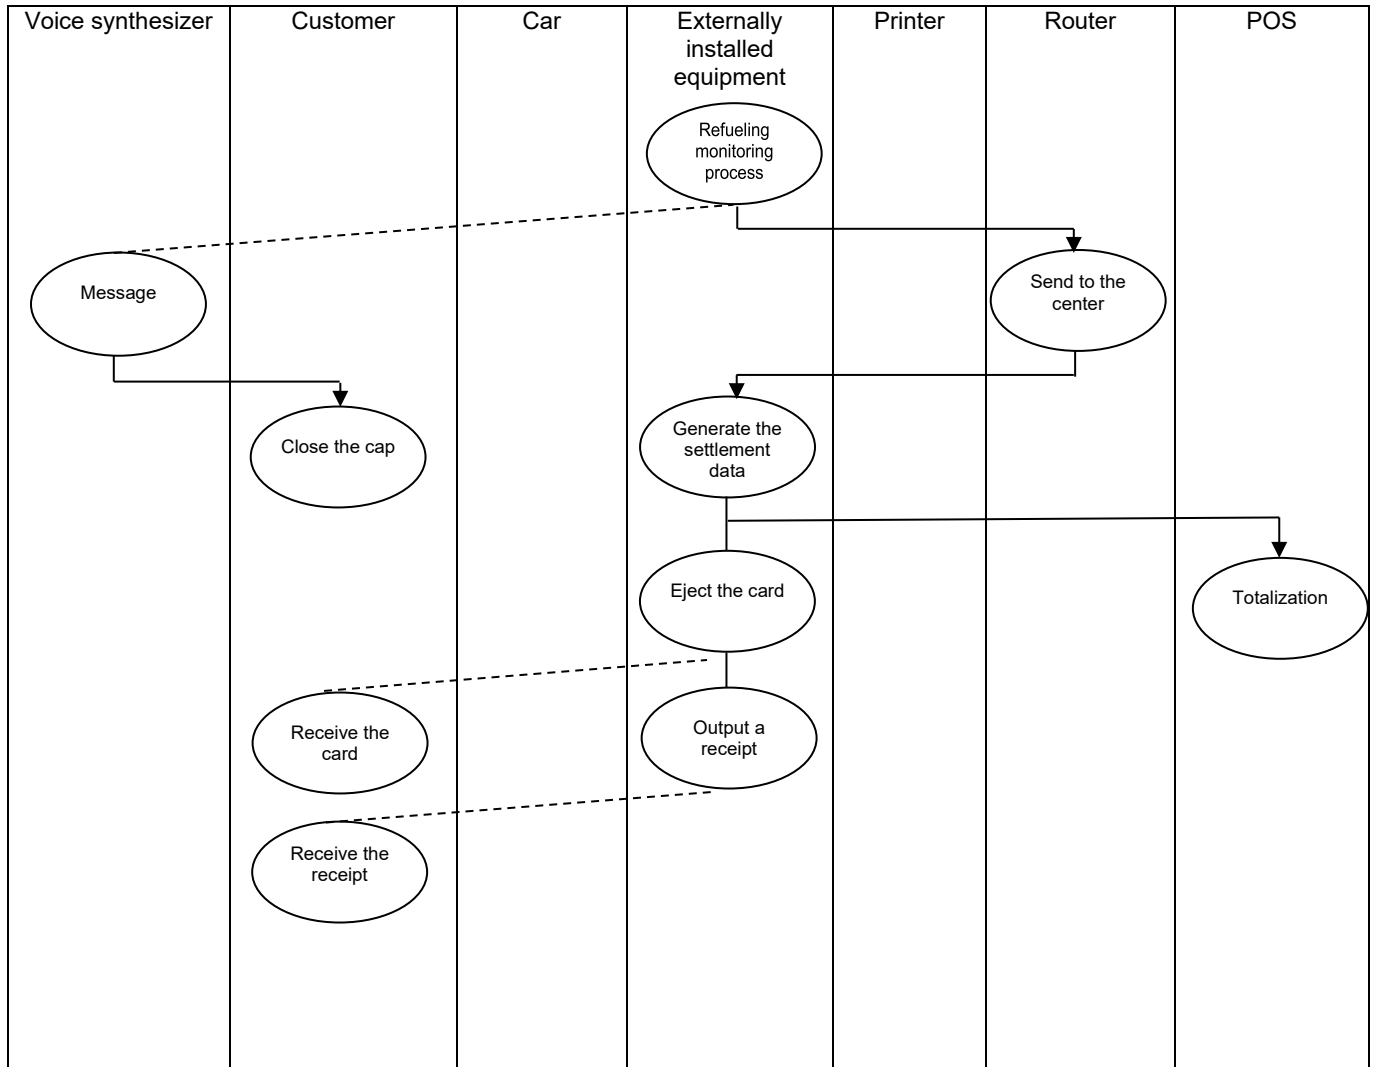 Voice synthesizer
Customer
Car
Externally
installed
equipment
Printer
Router
POS
Refueling
monitoring
process
Message
Send to the
center
Close the cap
Generate the
settlement
data
Eject the card
Totalization
Receive the
card
Output a
receipt
Receive the
receipt